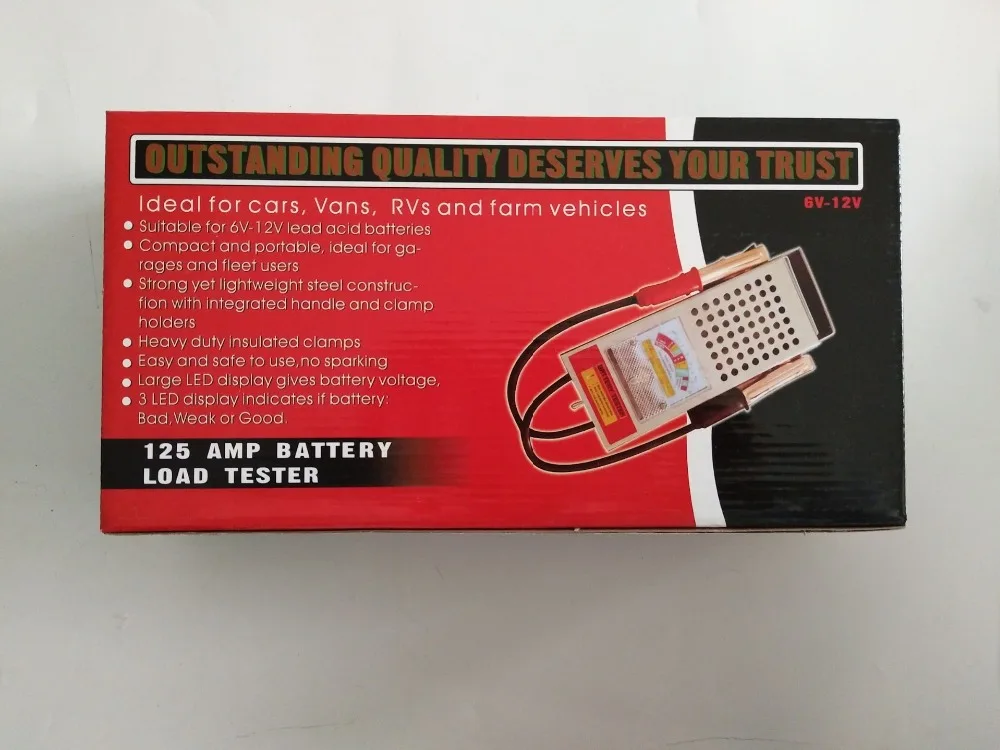 OUTSTANDING QUALITY DESERVES YOUR TRUST
6V-12V
Ideal for cars, Vans, RVs and farm vehicles
• Suitable for 6V-12V lead acid batteries
• Compact and portable, ideal for ga-
rages and fleet users
• Strong yet lightweight steel construc-
tion with integrated handle and clamp
holders
• Heavy duty insulated clamps
• Easy and safe to use,no sparking
• Large LED display gives battery voltage,
• 3 LED display indicates if battery:
Bad,Weak or Good.
125 AMP BATTERY
LOAD TESTER